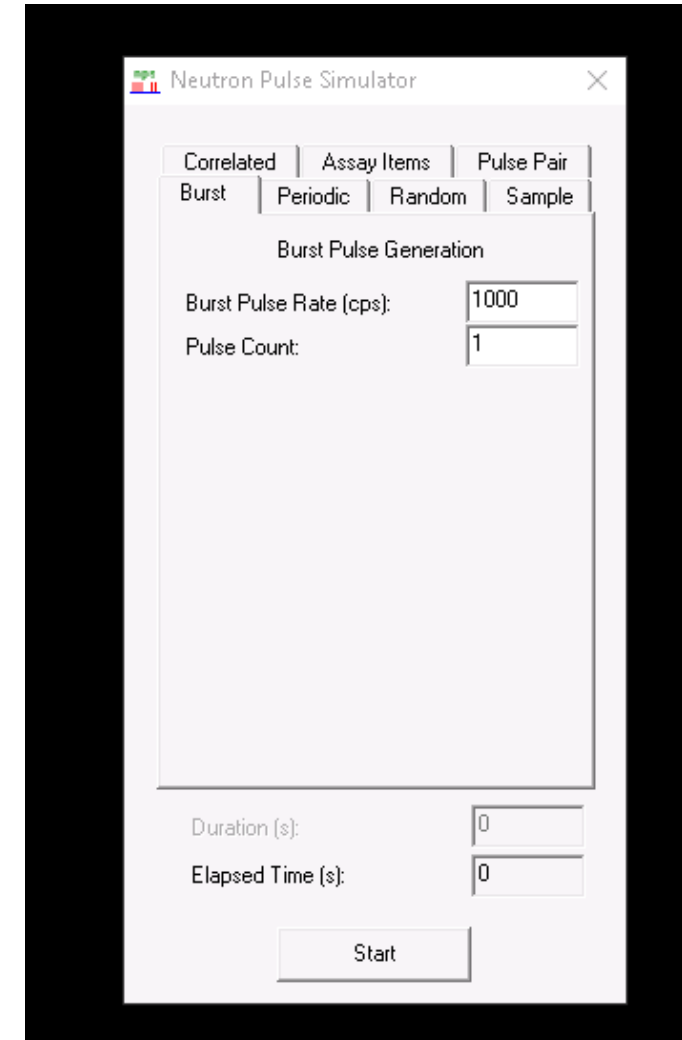 nps
Neutron Pulse Simulator
Correlated Assay Items Pulse Pair
Burst Periodic Random Sample
Burst Pulse Generation
Burst Pulse Rate (cps): 1000
Pulse Count: 1
Duration (s): 0
Elapsed Time (s): 0
Start